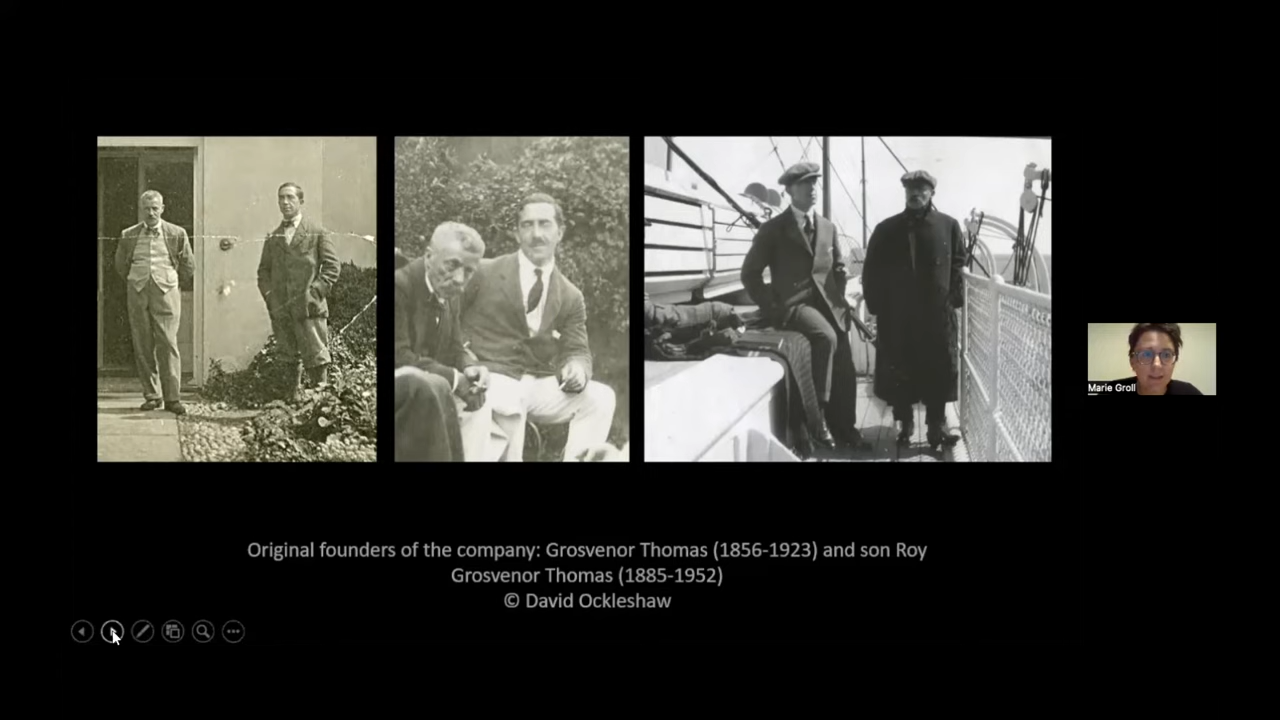 Marie Groll
Original founders of the company: Grosvenor Thomas (1856-1923) and son Roy
Grosvenor Thomas (1885-1952)
© David Ockleshaw